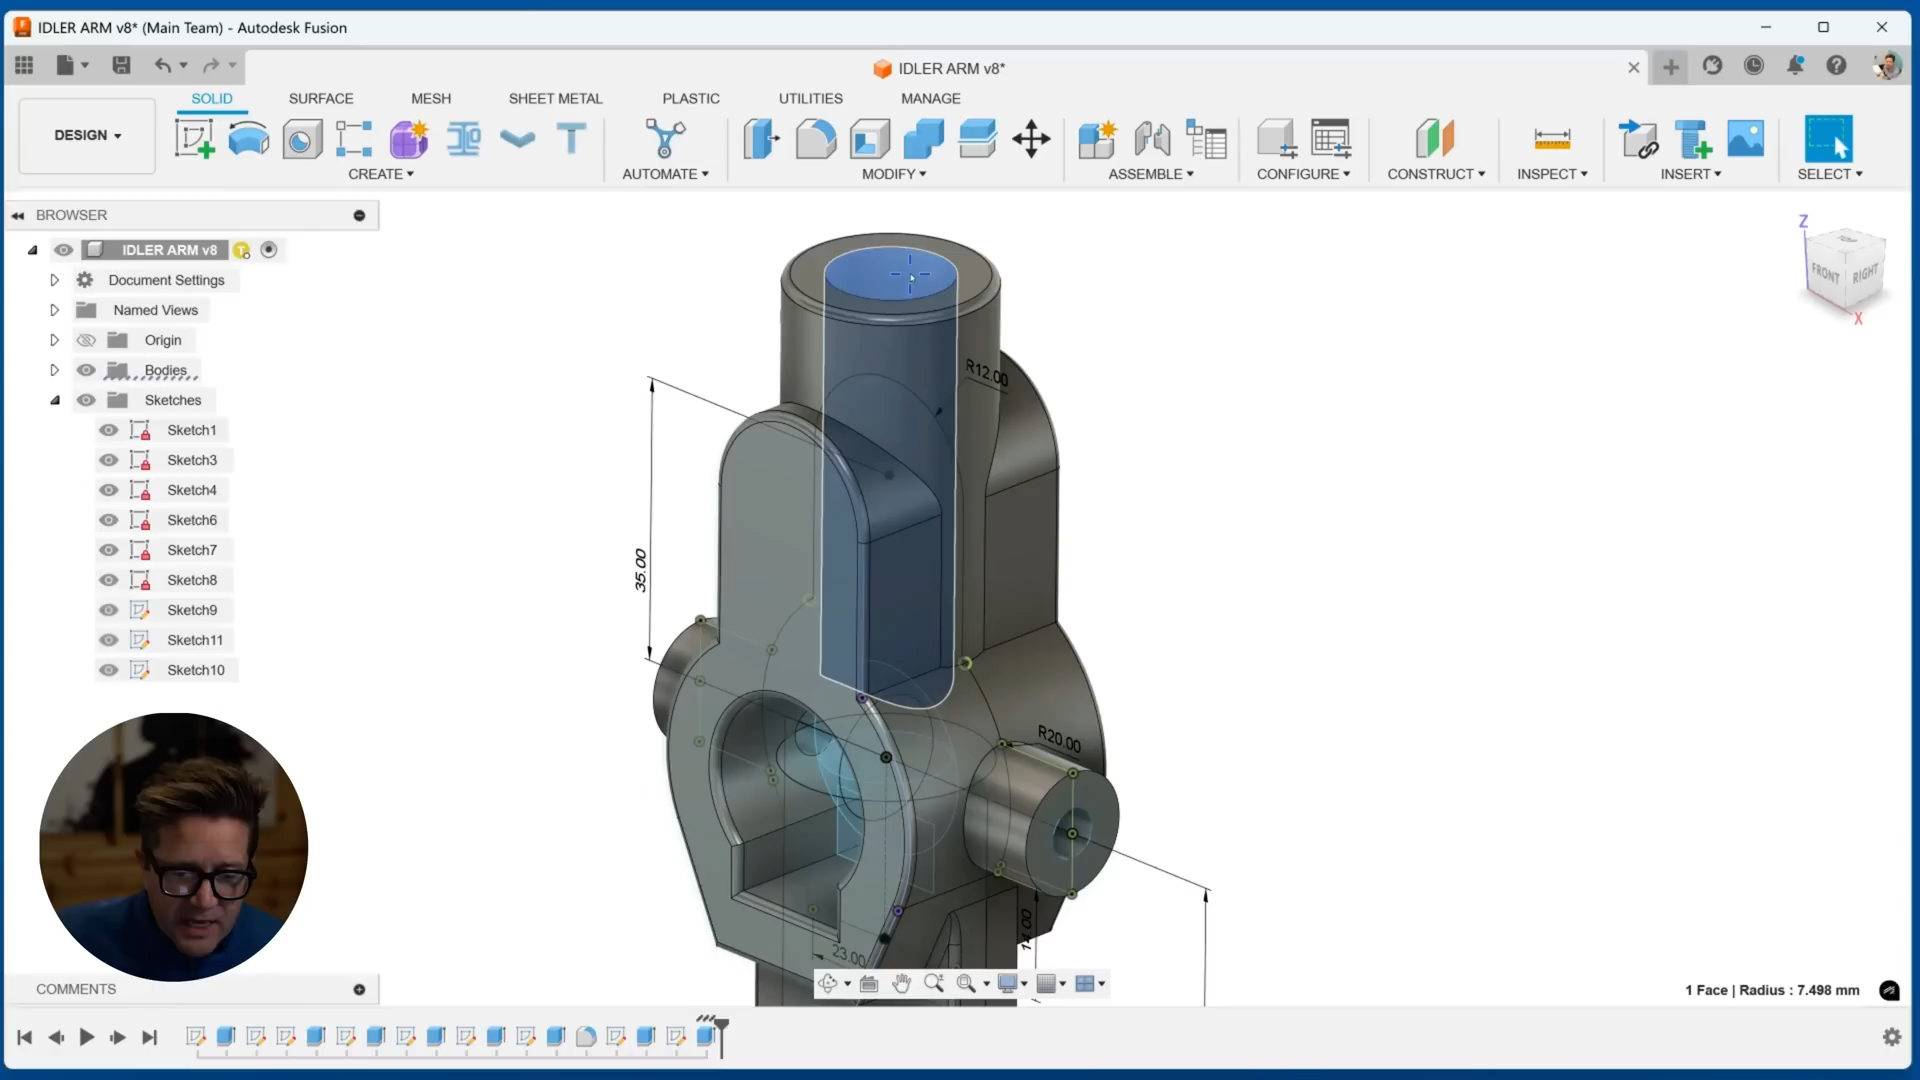 IDLER ARM v8* (Main Team) - Autodesk Fusion
IDLER ARM v8*
SOLID
SURFACE
MESH
SHEET METAL
PLASTIC
UTILITIES
MANAGE
DESIGN
CREATE
AUTOMATE
MODIFY
ASSEMBLE
CONFIGURE
CONSTRUCT
INSPECT
INSERT
SELECT
BROWSER
IDLER ARM v8
Document Settings
Named Views
Origin
Bodies
Sketches
Sketch1
Sketch3
Sketch4
Sketch6
Sketch7
Sketch8
Sketch9
Sketch11
Sketch10
Z
TOP
FRONT
RIGHT
X
R12.00
35.00
R20.00
14.00
23.00
COMMENTS
1 Face | Radius : 7.498 mm